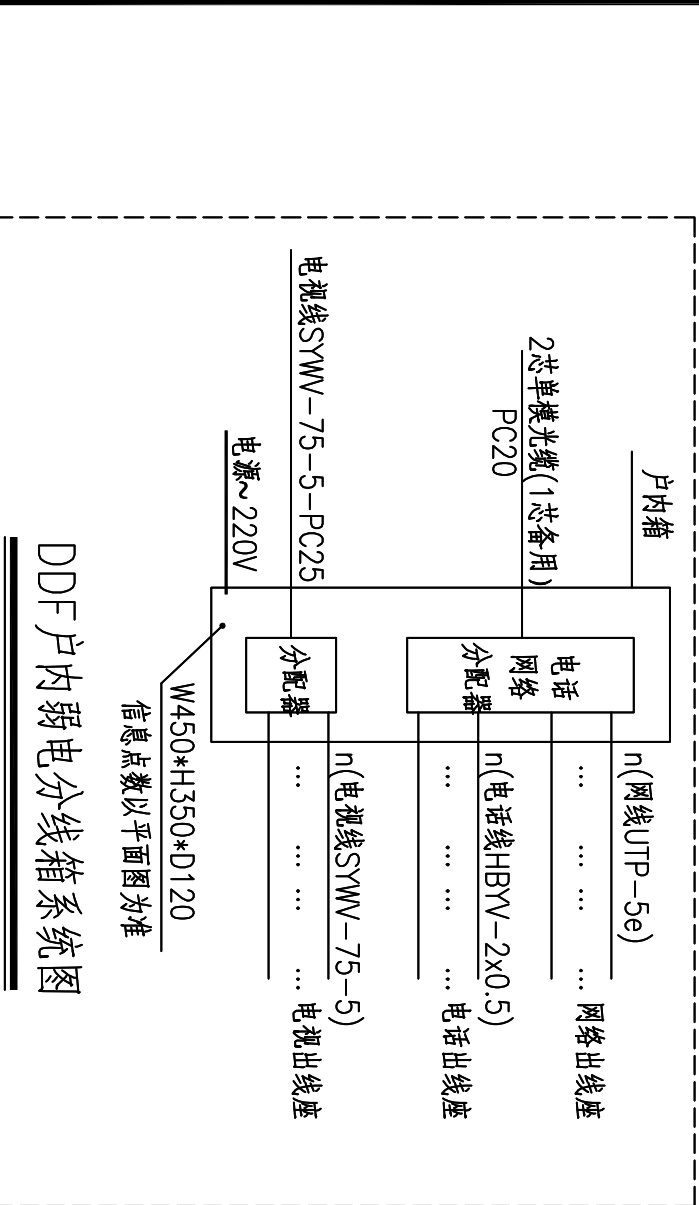 户内箱
n(网线UTP-5e)
... ... ... ...
网络出线座
2芯单模光缆(1芯备用)
PC20
电话
网络
分配器
n(电话线HBYV-2x0.5)
... ... ... ...
电话出线座
电视线SYWV-75-5-PC25
分配器
n(电视线SYWV-75-5)
... ... ... ...
电视出线座
电源~220V
W450*H350*D120
信息点数以平面图为准
DDF户内弱电分线箱系统图